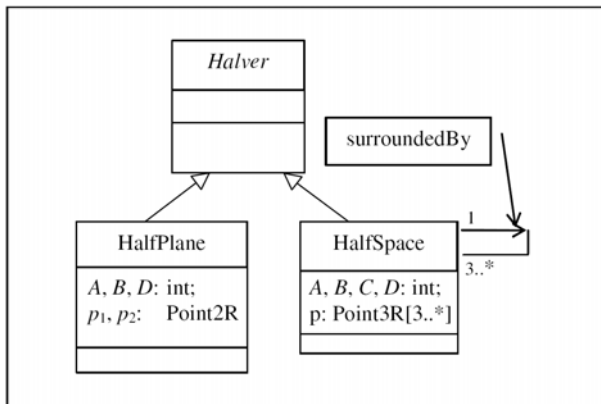 Halver
surroundedBy
HalfPlane
A, B, D: int;
p₁, p₂: Point2R
HalfSpace
A, B, C, D: int;
p: Point3R[3..*]
1
3..*